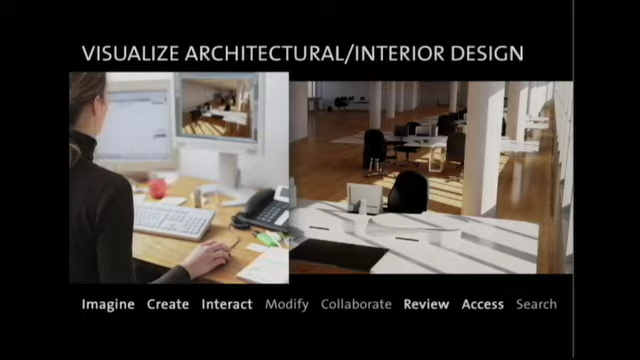 VISUALIZE ARCHITECTURAL/INTERIOR DESIGN
Imagine Create Interact Modify Collaborate Review Access Search